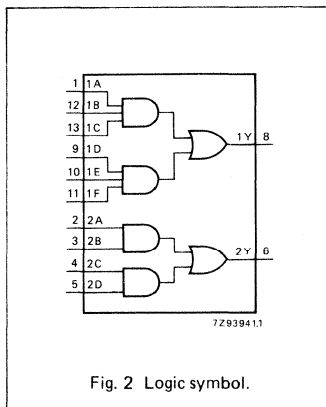 1 1A
12 1B
13 1C
9 1D
10 1E
11 1F
1Y 8
2 2A
3 2B
4 2C
5 2D
2Y 6
7Z93941.1
Fig. 2 Logic symbol.